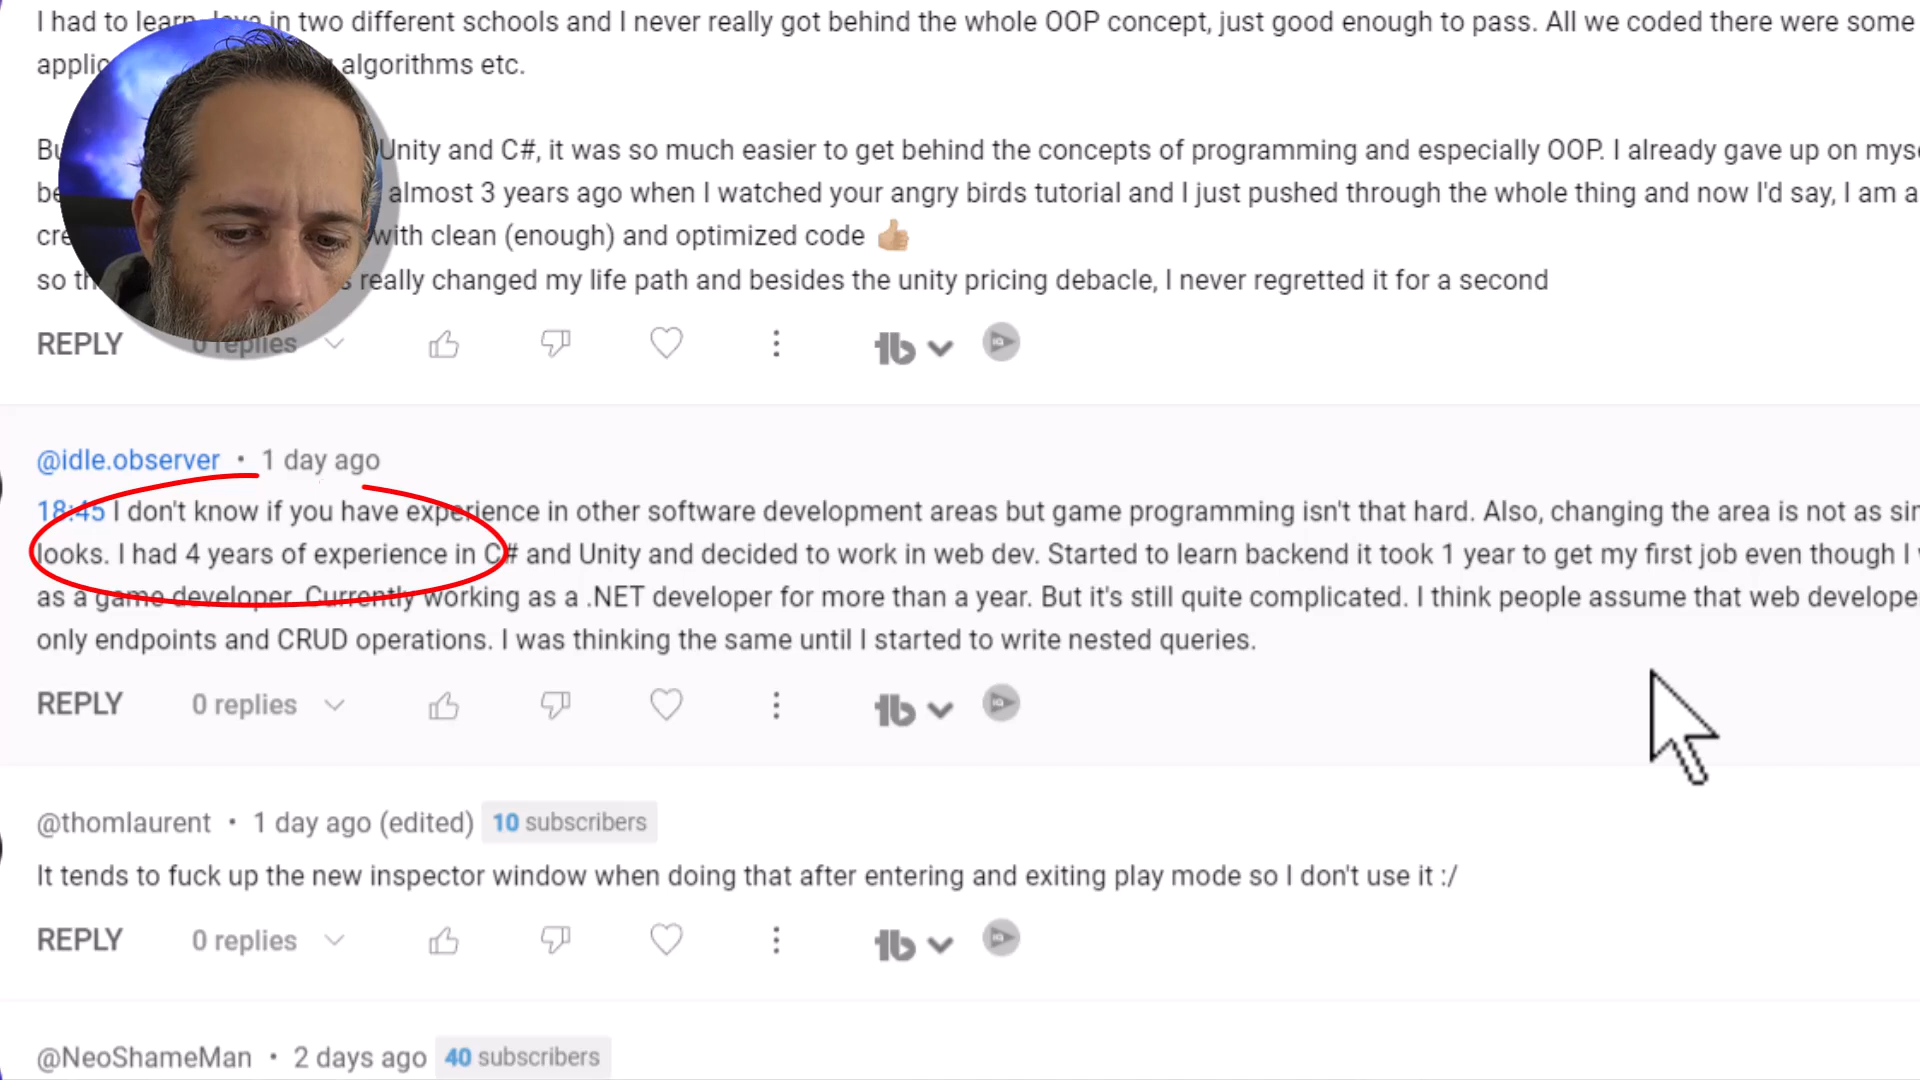 I had to learn Java in two different schools and I never really got behind the whole OOP concept, just good enough to pass. All we coded there were some
algorithms etc.
Unity and C#, it was so much easier to get behind the concepts of programming and especially OOP. I already gave up on
almost 3 years ago when I watched your angry birds tutorial and I just pushed through the whole thing and now I'd say, I am a
with clean (enough) and optimized code 👍🏼
so really changed my life path and besides the unity pricing debacle, I never regretted it for a second
REPLY 0 replies
@idle.observer • 1 day ago
18:45 I don't know if you have experience in other software development areas but game programming isn't that hard. Also, changing the area is not as
looks. I had 4 years of experience in C# and Unity and decided to work in web dev. Started to learn backend it took 1 year to get my first job even though I
as a game developer. Currently working as a .NET developer for more than a year. But it's still quite complicated. I think people assume that web
only endpoints and CRUD operations. I was thinking the same until I started to write nested queries.
REPLY 0 replies
@thomlaurent • 1 day ago (edited) 10 subscribers
It tends to fuck up the new inspector window when doing that after entering and exiting play mode so I don't use it :/
REPLY 0 replies
@NeoShameMan • 2 days ago 40 subscribers